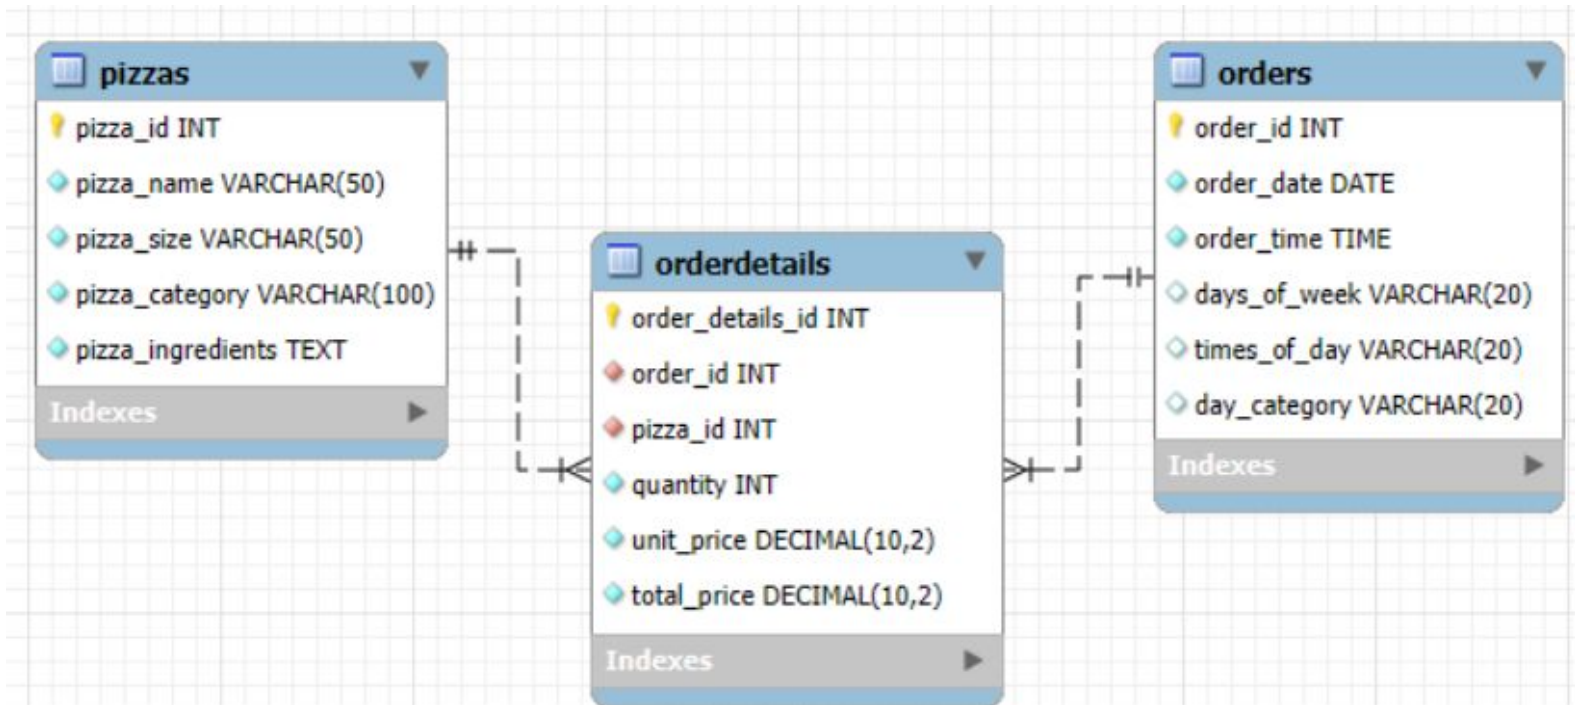 pizzas
pizza_id INT
pizza_name VARCHAR(50)
pizza_size VARCHAR(50)
pizza_category VARCHAR(100)
pizza_ingredients TEXT
Indexes
orderdetails
order_details_id INT
order_id INT
pizza_id INT
quantity INT
unit_price DECIMAL(10,2)
total_price DECIMAL(10,2)
Indexes
orders
order_id INT
order_date DATE
order_time TIME
days_of_week VARCHAR(20)
times_of_day VARCHAR(20)
day_category VARCHAR(20)
Indexes